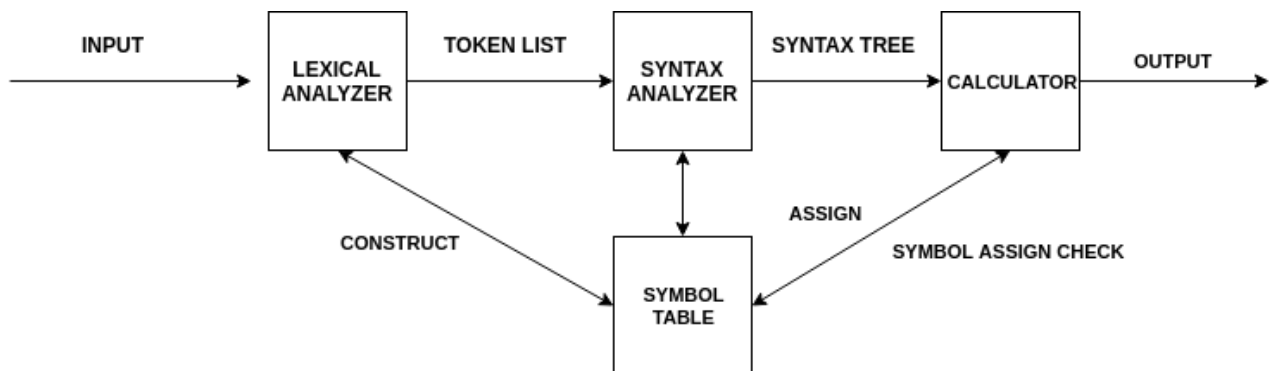 INPUT
LEXICAL
ANALYZER
TOKEN LIST
SYNTAX
ANALYZER
SYNTAX TREE
CALCULATOR
OUTPUT
CONSTRUCT
ASSIGN
SYMBOL ASSIGN CHECK
SYMBOL
TABLE